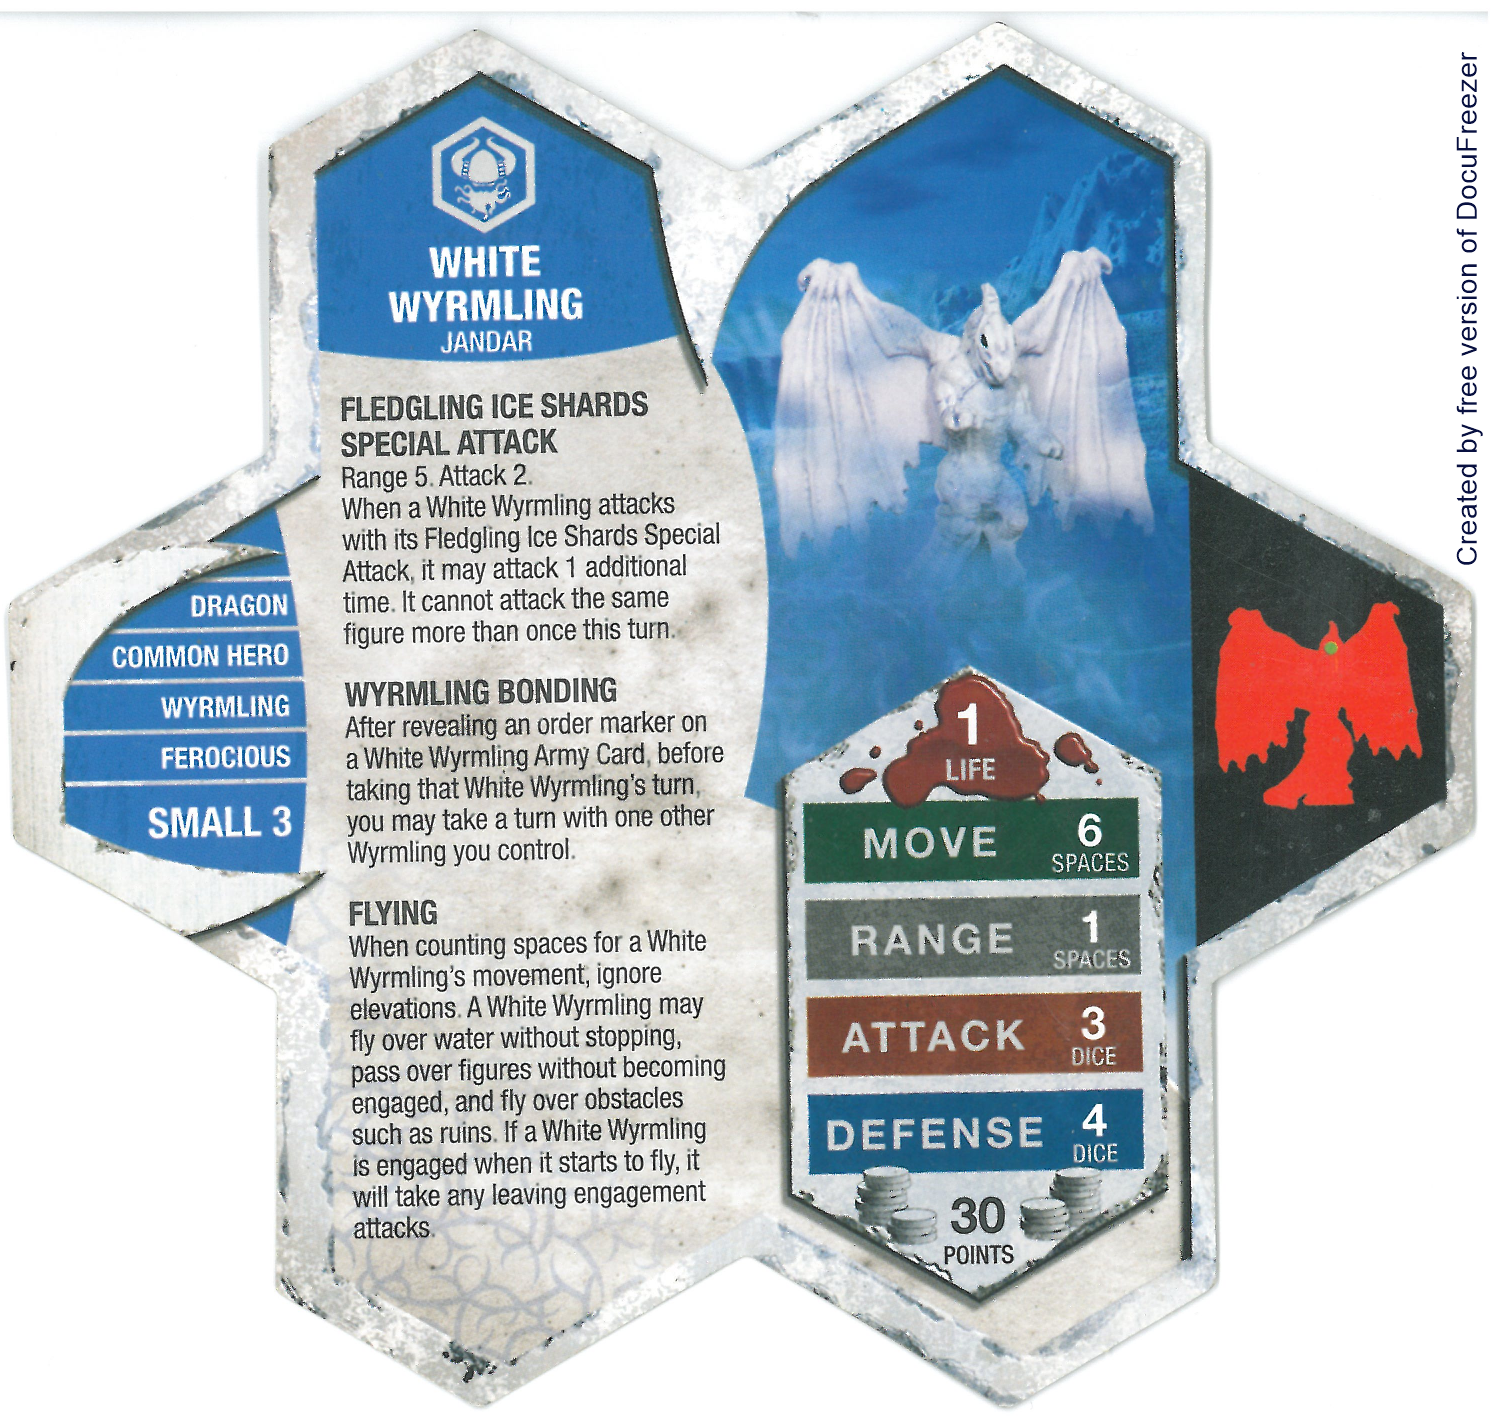 WHITE
WYRMLING
JANDAR
FLEDGLING ICE SHARDS
SPECIAL ATTACK
Range 5. Attack 2.
When a White Wyrmling attacks
with its Fledgling Ice Shards Special
Attack, it may attack 1 additional
time. It cannot attack the same
figure more than once this turn.
WYRMLING BONDING
After revealing an order marker on
a White Wyrmling Army Card, before
taking that White Wyrmling's turn,
you may take a turn with one other
Wyrmling you control.
FLYING
When counting spaces for a White
Wyrmling's movement, ignore
elevations. A White Wyrmling may
fly over water without stopping,
pass over figures without becoming
engaged, and fly over obstacles
such as ruins. If a White Wyrmling
is engaged when it starts to fly, it
will take any leaving engagement
attacks.
DRAGON
COMMON HERO
WYRMLING
FEROCIOUS
SMALL 3
1
LIFE
MOVE 6
SPACES
RANGE 1
SPACES
ATTACK 3
DICE
DEFENSE 4
DICE
30
POINTS
Created by free version of DocuFreezer